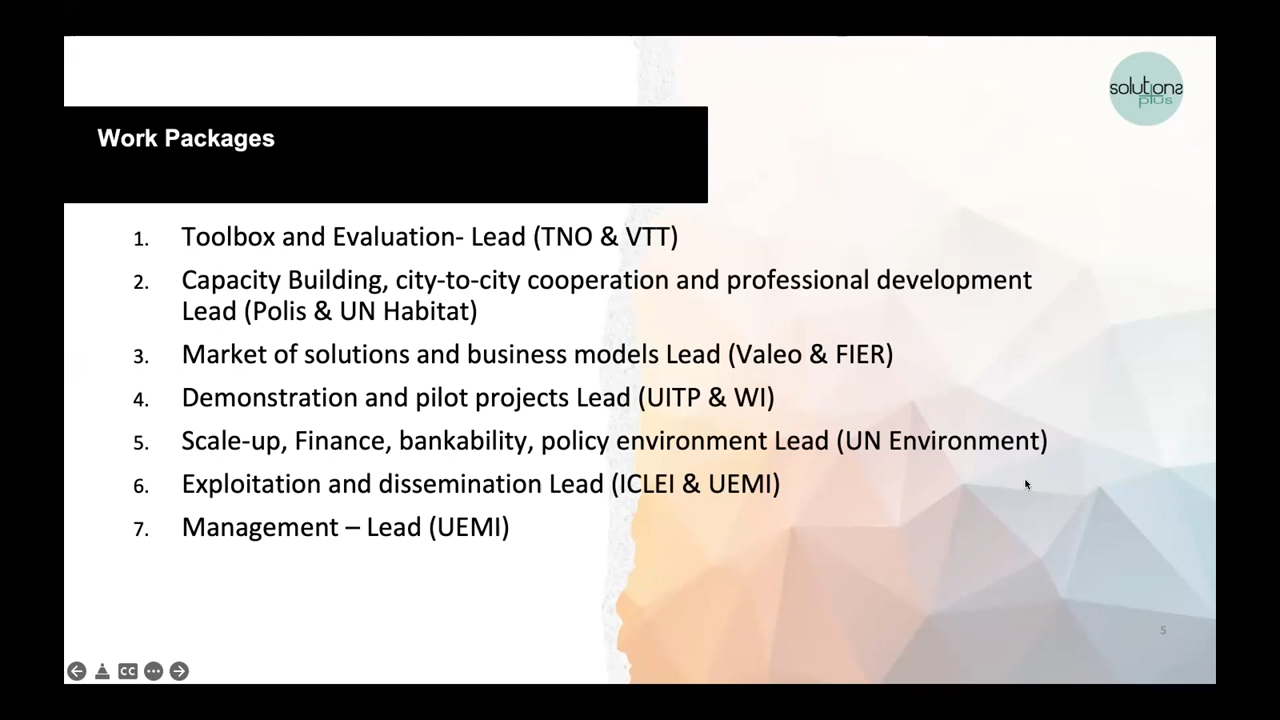 solutions
plus
Work Packages
1. Toolbox and Evaluation- Lead (TNO & VTT)
2. Capacity Building, city-to-city cooperation and professional development
Lead (Polis & UN Habitat)
3. Market of solutions and business models Lead (Valeo & FIER)
4. Demonstration and pilot projects Lead (UITP & WI)
5. Scale-up, Finance, bankability, policy environment Lead (UN Environment)
6. Exploitation and dissemination Lead (ICLEI & UEMI)
7. Management – Lead (UEMI)
5
CC